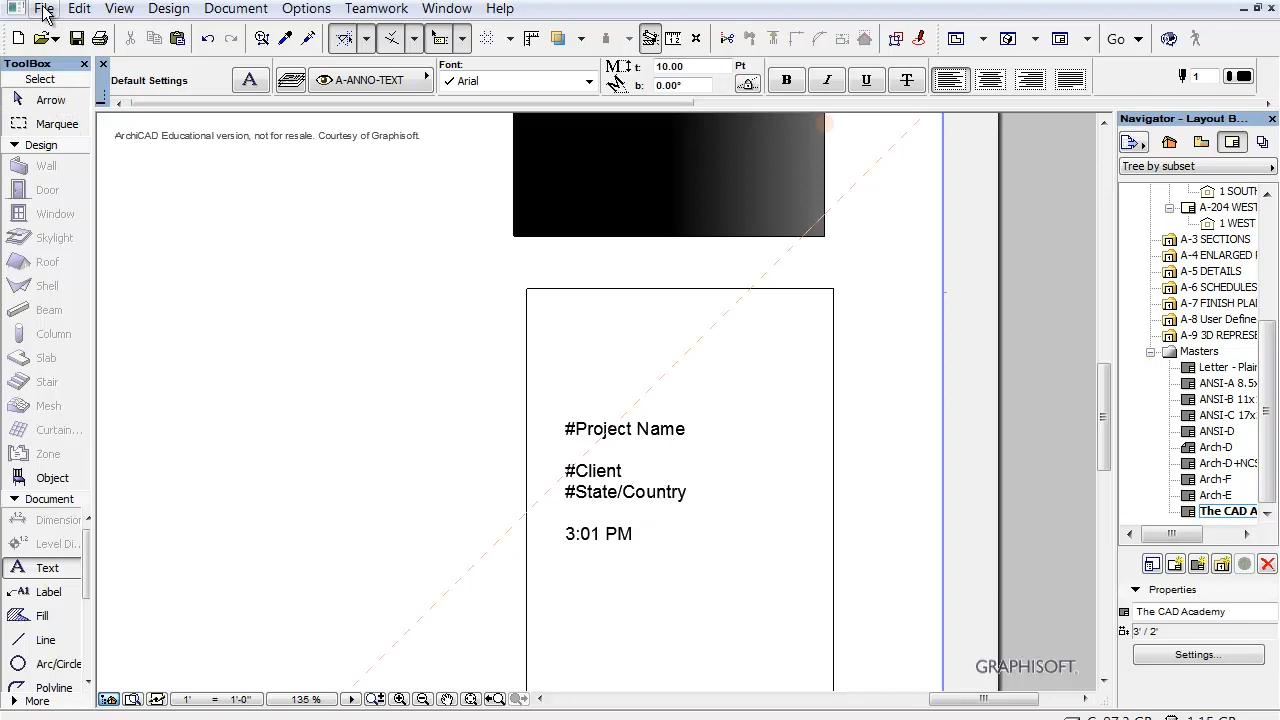 File Edit View Design Document Options Teamwork Window Help
Go
ToolBox
Select
Arrow
Marquee
Design
Wall
Door
Window
Skylight
Roof
Shell
Beam
Column
Slab
Stair
Mesh
Curtain...
Zone
Object
Document
Dimensio
Level Di...
Text
Label
Fill
Line
Arc/Circle
Polyline
More
Default Settings
A
A-ANNO-TEXT
Font:
Arial
t: 10.00 Pt
b: 0.00°
B I U T
1
ArchiCAD Educational version, not for resale. Courtesy of Graphisoft.
#Project Name
#Client
#State/Country
3:01 PM
GRAPHISOFT.
1' = 1'-0"
135 %
Navigator - Layout B...
Tree by subset
1 SOUTH
A-204 WEST
1 WEST
A-3 SECTIONS
A-4 ENLARGED
A-5 DETAILS
A-6 SCHEDULES
A-7 FINISH PLA
A-8 User Define
A-9 3D REPRESE
Masters
Letter - Plai
ANSI-A 8.5x
ANSI-B 11x
ANSI-C 17x
ANSI-D
Arch-D
Arch-D+NCS
Arch-F
Arch-E
The CAD A
Properties
The CAD Academy
3' / 2'
Settings...